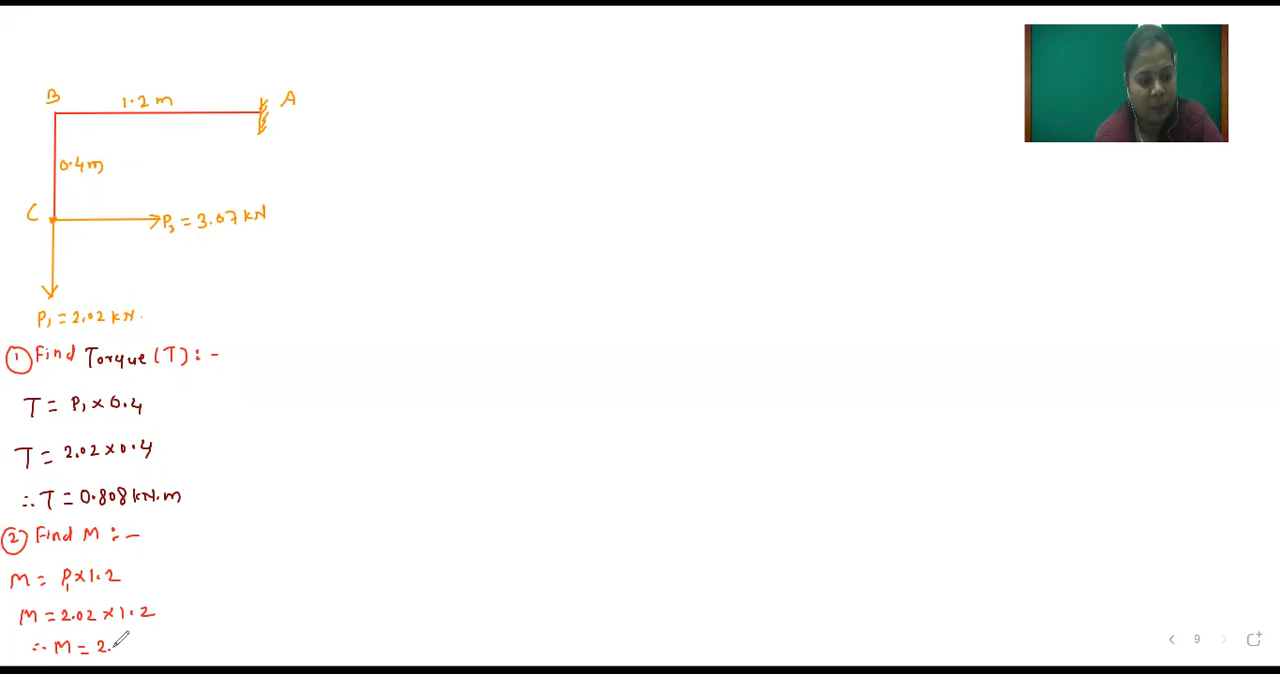 B 1.2 m A
0.4m
C P₂ = 3.07 kN
P₁ = 2.02 kN.
① Find Torque (T) : -
T = P₁ × 0.4
T = 2.02 × 0.4
∴ T = 0.808 kN.m
② Find M : -
M = P₁ × 1.2
M = 2.02 × 1.2
∴ M = 2.
9